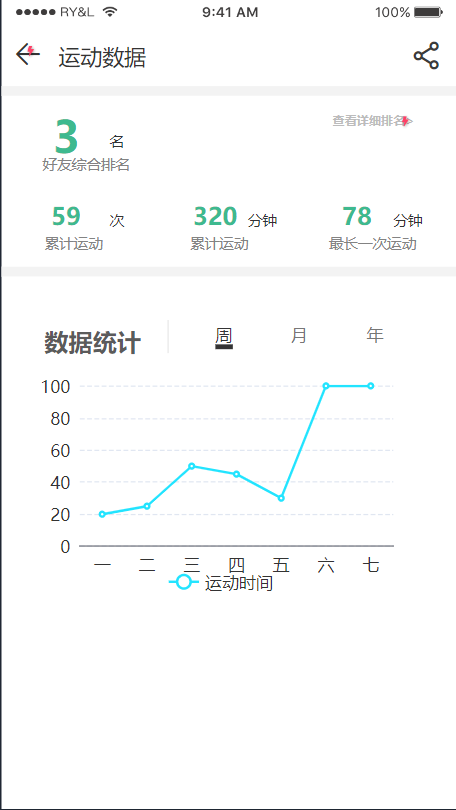 RY&L 9:41 AM 100%
运动数据
查看详细排名>
3 名
好友综合排名
59 次 320 分钟 78 分钟
累计运动 累计运动 最长一次运动
数据统计 周 月 年
100
80
60
40
20
0
一 二 三 四 五 六 七
运动时间